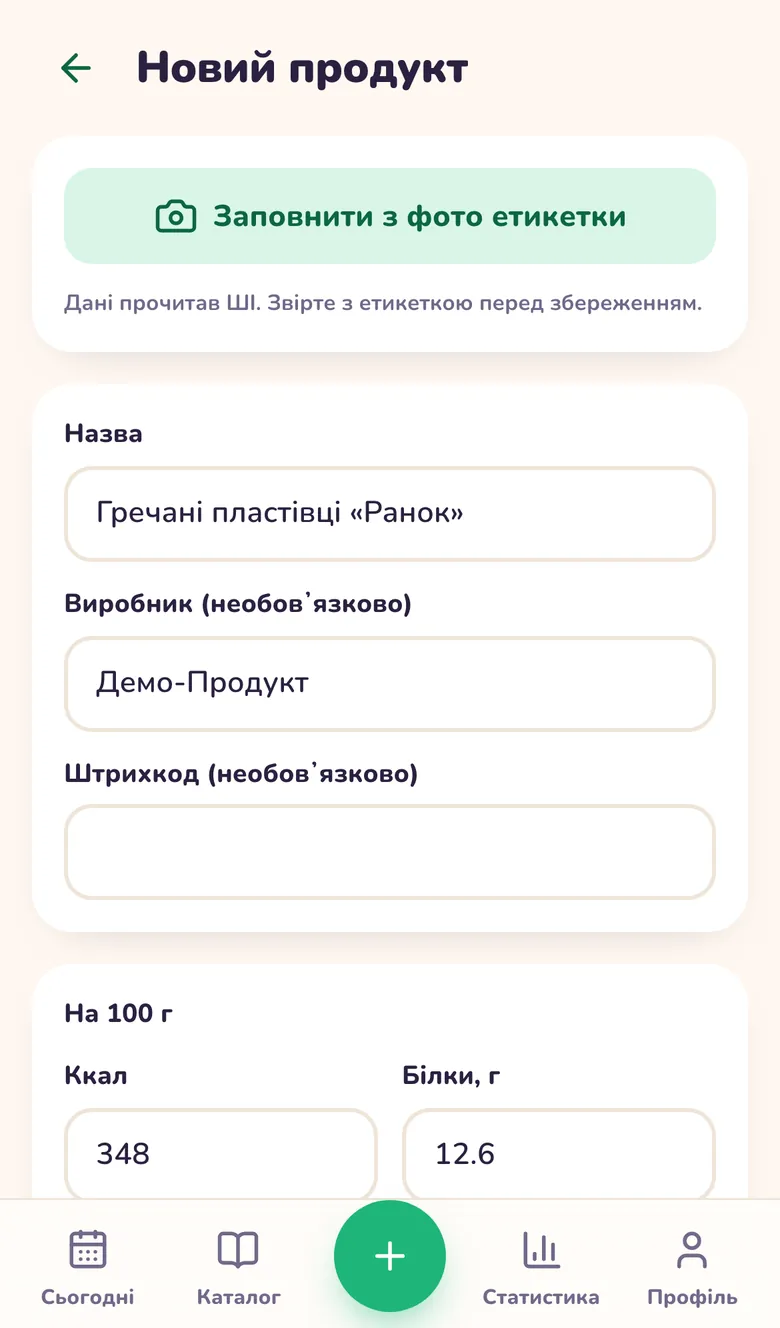 Новий продукт
Заповнити з фото етикетки
Дані прочитав ШІ. Звірте з етикеткою перед збереженням.
Назва
Гречані пластівці «Ранок»
Виробник (необовʼязково)
Демо-Продукт
Штрихкод (необовʼязково)
На 100 г
Ккал Білки, г
348 12.6
Сьогодні Каталог Статистика Профіль